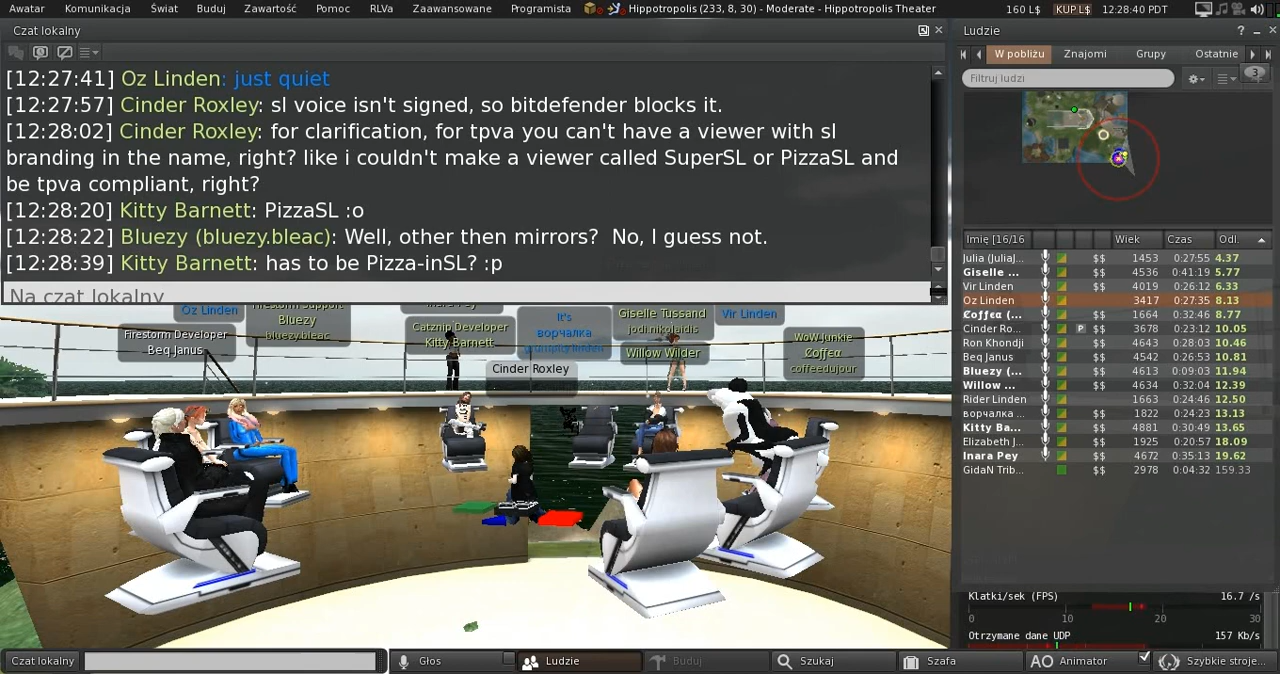 Awatar Komunikacja Świat Buduj Zawartość Pomoc RLVa Zaawansowane Programista Hippotropolis (233, 8, 30) - Moderate - Hippotropolis Theater 160 L$ KUP L$ 12:28:40 PDT
Czat lokalny
[12:27:41] Oz Linden: just quiet
[12:27:57] Cinder Roxley: sl voice isn't signed, so bitdefender blocks it.
[12:28:02] Cinder Roxley: for clarification, for tpva you can't have a viewer with sl
branding in the name, right? like i couldn't make a viewer called SuperSL or PizzaSL and
be tpva compliant, right?
[12:28:20] Kitty Barnett: PizzaSL :o
[12:28:22] Bluezy (bluezy.bleac): Well, other then mirrors?  No, I guess not.
[12:28:39] Kitty Barnett: has to be Pizza-inSL? :p
Na czat lokalny
Oz Linden
Firestorm Support
Bluezy
bluezy.bleac
Firestorm Developer
Beq Janus
Inara Pey
Catznip Developer
Kitty Barnett
It's
ворчалка
grumpity.linden
Cinder Roxley
Giselle Tussand
jodi.nikolaidis
Willow Wilder
Vir Linden
WoW Junkie
Coffee
coffeedujour
Ludzie
W pobliżu Znajomi Grupy Ostatnie
Filtruj ludzi
3
Imię [16/16 Wiek Czas Odl.
Julia (JuliaJ... $$ 1453 0:27:55 4.37
Giselle ... $$ 4536 0:41:19 5.77
Vir Linden $$ 4019 0:26:12 6.33
Oz Linden 3417 0:27:35 8.13
Coffee (... $$ 1664 0:32:46 8.77
Cinder Ro... P $$ 3678 0:23:12 10.05
Ron Khondji $$ 4643 0:28:03 10.46
Beq Janus $$ 4542 0:26:53 10.81
Bluezy (... $$ 4613 0:09:03 11.94
Willow ... $$ 4634 0:32:04 12.39
Rider Linden 1663 0:24:46 12.50
ворчалка ... $$ 1822 0:24:23 13.13
Kitty Ba... $$ 4881 0:30:49 13.65
Elizabeth J... $$ 1925 0:20:57 18.09
Inara Pey $$ 4672 0:35:13 19.62
GidaN Trib... $$ 2978 0:04:32 159.33
Klatki/sek (FPS) 16.7 /s
0 10 20 30
Otrzymane dane UDP 157 Kb/s
Czat lokalny Głos Ludzie Buduj Szukaj Szafa AO Animator Szybkie stroje...